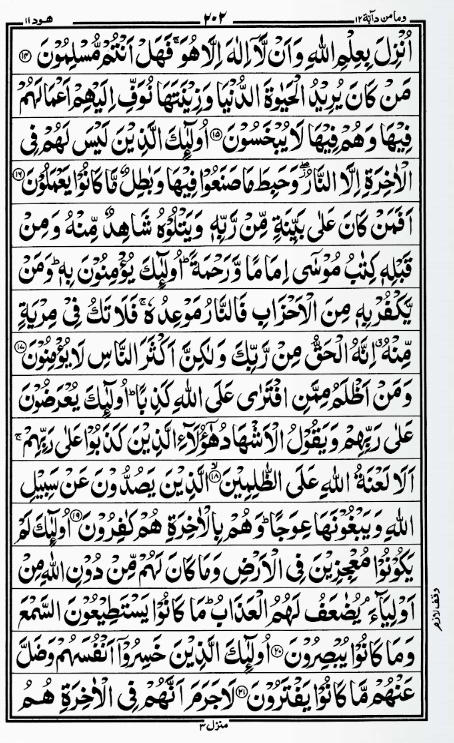 ومامن دآبة ١٢ ٢٠٢ هود ١١
اُنْزِلَ بِعِلْمِ اللّٰهِ وَاَنْ لَّاۤ اِلٰهَ اِلَّا هُوَ ۚ فَهَلْ اَنْتُمْ مُّسْلِمُوْنَ ﴿۱۴﴾
مَنْ كَانَ يُرِيْدُ الْحَيٰوةَ الدُّنْيَا وَزِيْنَتَهَا نُوَفِّ اِلَيْهِمْ اَعْمَالَهُمْ
فِيْهَا وَهُمْ فِيْهَا لَا يُبْخَسُوْنَ ﴿۱۵﴾ اُولٰٓئِكَ الَّذِيْنَ لَيْسَ لَهُمْ فِى
الْاٰخِرَةِ اِلَّا النَّارُ ۖ وَحَبِطَ مَا صَنَعُوْا فِيْهَا وَبٰطِلٌ مَّا كَانُوْا يَعْمَلُوْنَ ﴿۱۶﴾
اَفَمَنْ كَانَ عَلٰى بَيِّنَةٍ مِّنْ رَّبِّهٖ وَيَتْلُوْهُ شَاهِدٌ مِّنْهُ وَمِنْ
قَبْلِهٖ كِتٰبُ مُوْسٰٓى اِمَامًا وَّرَحْمَةً ؕ اُولٰٓئِكَ يُؤْمِنُوْنَ بِهٖ ؕ وَمَنْ
يَّكْفُرْ بِهٖ مِنَ الْاَحْزَابِ فَالنَّارُ مَوْعِدُهٗ ۚ فَلَا تَكُ فِىْ مِرْيَةٍ
مِّنْهُ ۗ اِنَّهُ الْحَقُّ مِنْ رَّبِّكَ وَلٰكِنَّ اَكْثَرَ النَّاسِ لَا يُؤْمِنُوْنَ ﴿۱۷﴾
وَمَنْ اَظْلَمُ مِمَّنِ افْتَرٰى عَلَى اللّٰهِ كَذِبًا ؕ اُولٰٓئِكَ يُعْرَضُوْنَ
عَلٰى رَبِّهِمْ وَيَقُوْلُ الْاَشْهَادُ هٰٓؤُلَآءِ الَّذِيْنَ كَذَبُوْا عَلٰى رَبِّهِمْ ۚ
اَلَا لَعْنَةُ اللّٰهِ عَلَى الظّٰلِمِيْنَ ﴿۱۸﴾ الَّذِيْنَ يَصُدُّوْنَ عَنْ سَبِيْلِ
اللّٰهِ وَيَبْغُوْنَهَا عِوَجًا ؕ وَهُمْ بِالْاٰخِرَةِ هُمْ كٰفِرُوْنَ ﴿۱۹﴾ اُولٰٓئِكَ لَمْ
يَكُوْنُوْا مُعْجِزِيْنَ فِى الْاَرْضِ وَمَا كَانَ لَهُمْ مِّنْ دُوْنِ اللّٰهِ مِنْ
اَوْلِيَآءَ ۘ يُضٰعَفُ لَهُمُ الْعَذَابُ ؕ مَا كَانُوْا يَسْتَطِيْعُوْنَ السَّمْعَ
وَمَا كَانُوْا يُبْصِرُوْنَ ﴿۲۰﴾ اُولٰٓئِكَ الَّذِيْنَ خَسِرُوْۤا اَنْفُسَهُمْ وَضَلَّ
عَنْهُمْ مَّا كَانُوْا يَفْتَرُوْنَ ﴿۲۱﴾ لَا جَرَمَ اَنَّهُمْ فِى الْاٰخِرَةِ هُمُ
وقف لازم
منزل ٣